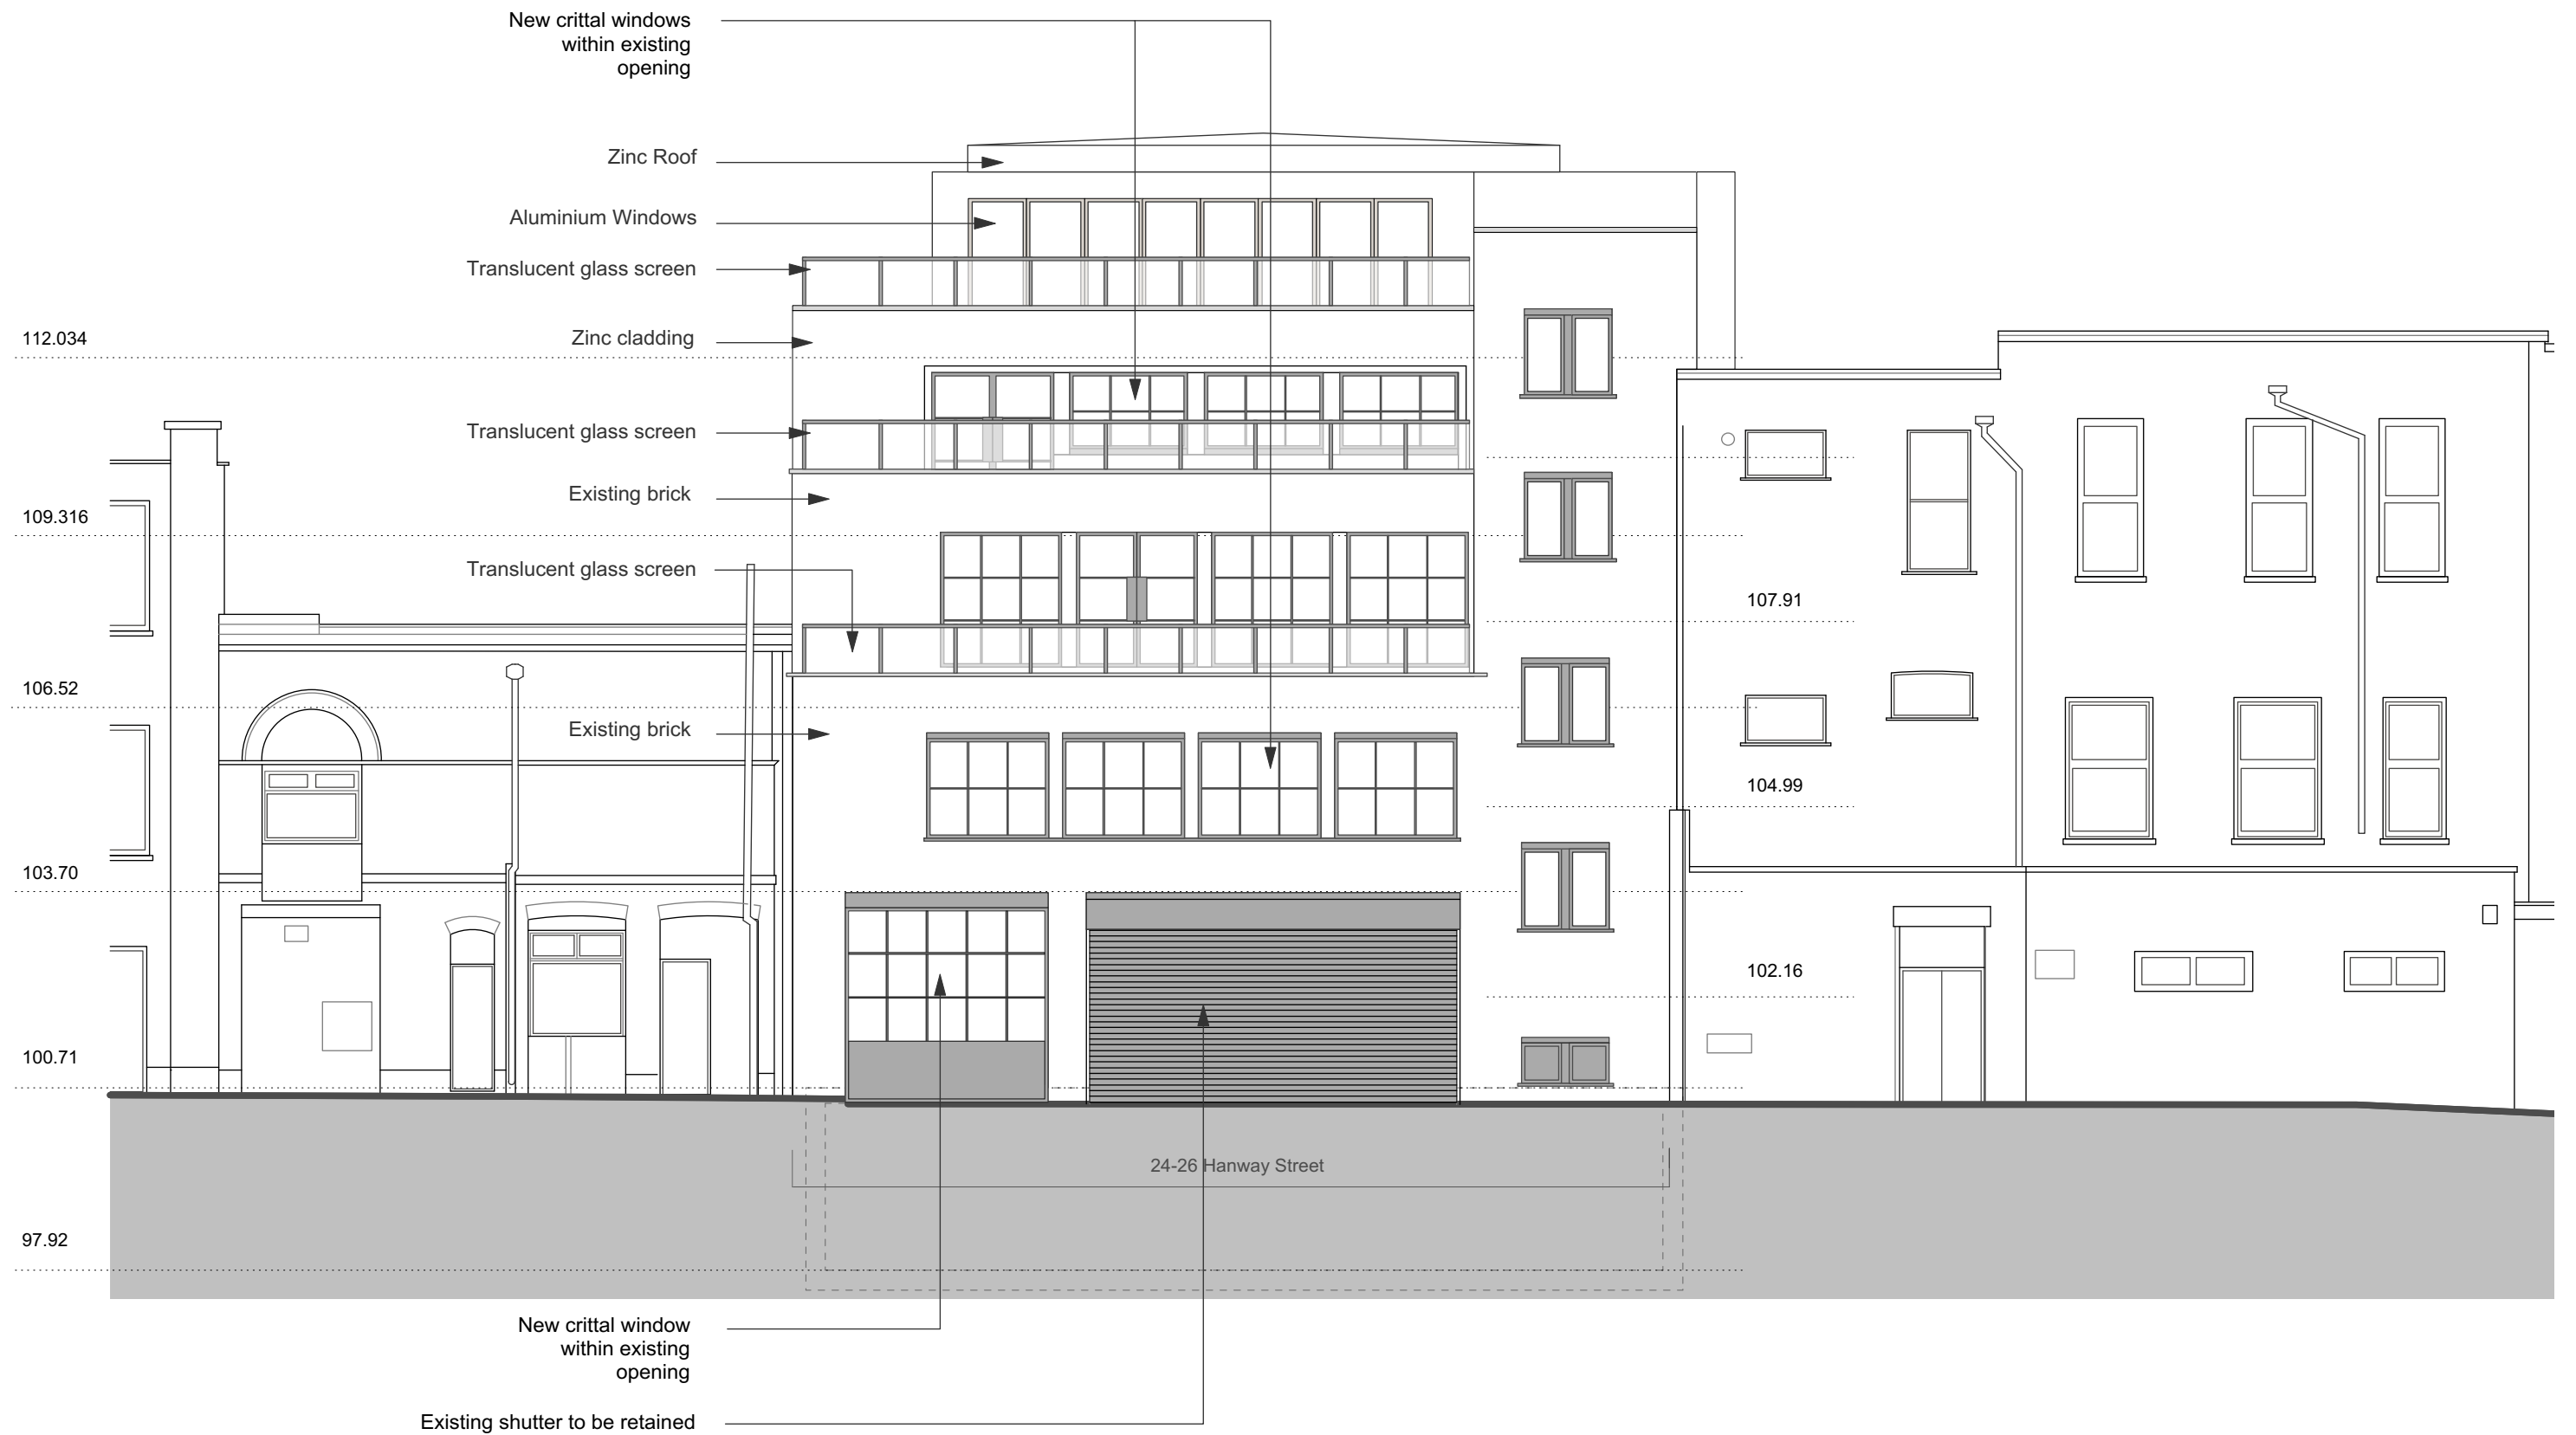 New crittal windows
within existing
opening
Zinc Roof
Aluminium Windows
Translucent glass screen
112.034
Zinc cladding
Translucent glass screen
109.316
Existing brick
Translucent glass screen
107.91
106.52
Existing brick
104.99
103.70
102.16
100.71
24-26 Hanway Street
97.92
New crittal window
within existing
opening
Existing shutter to be retained